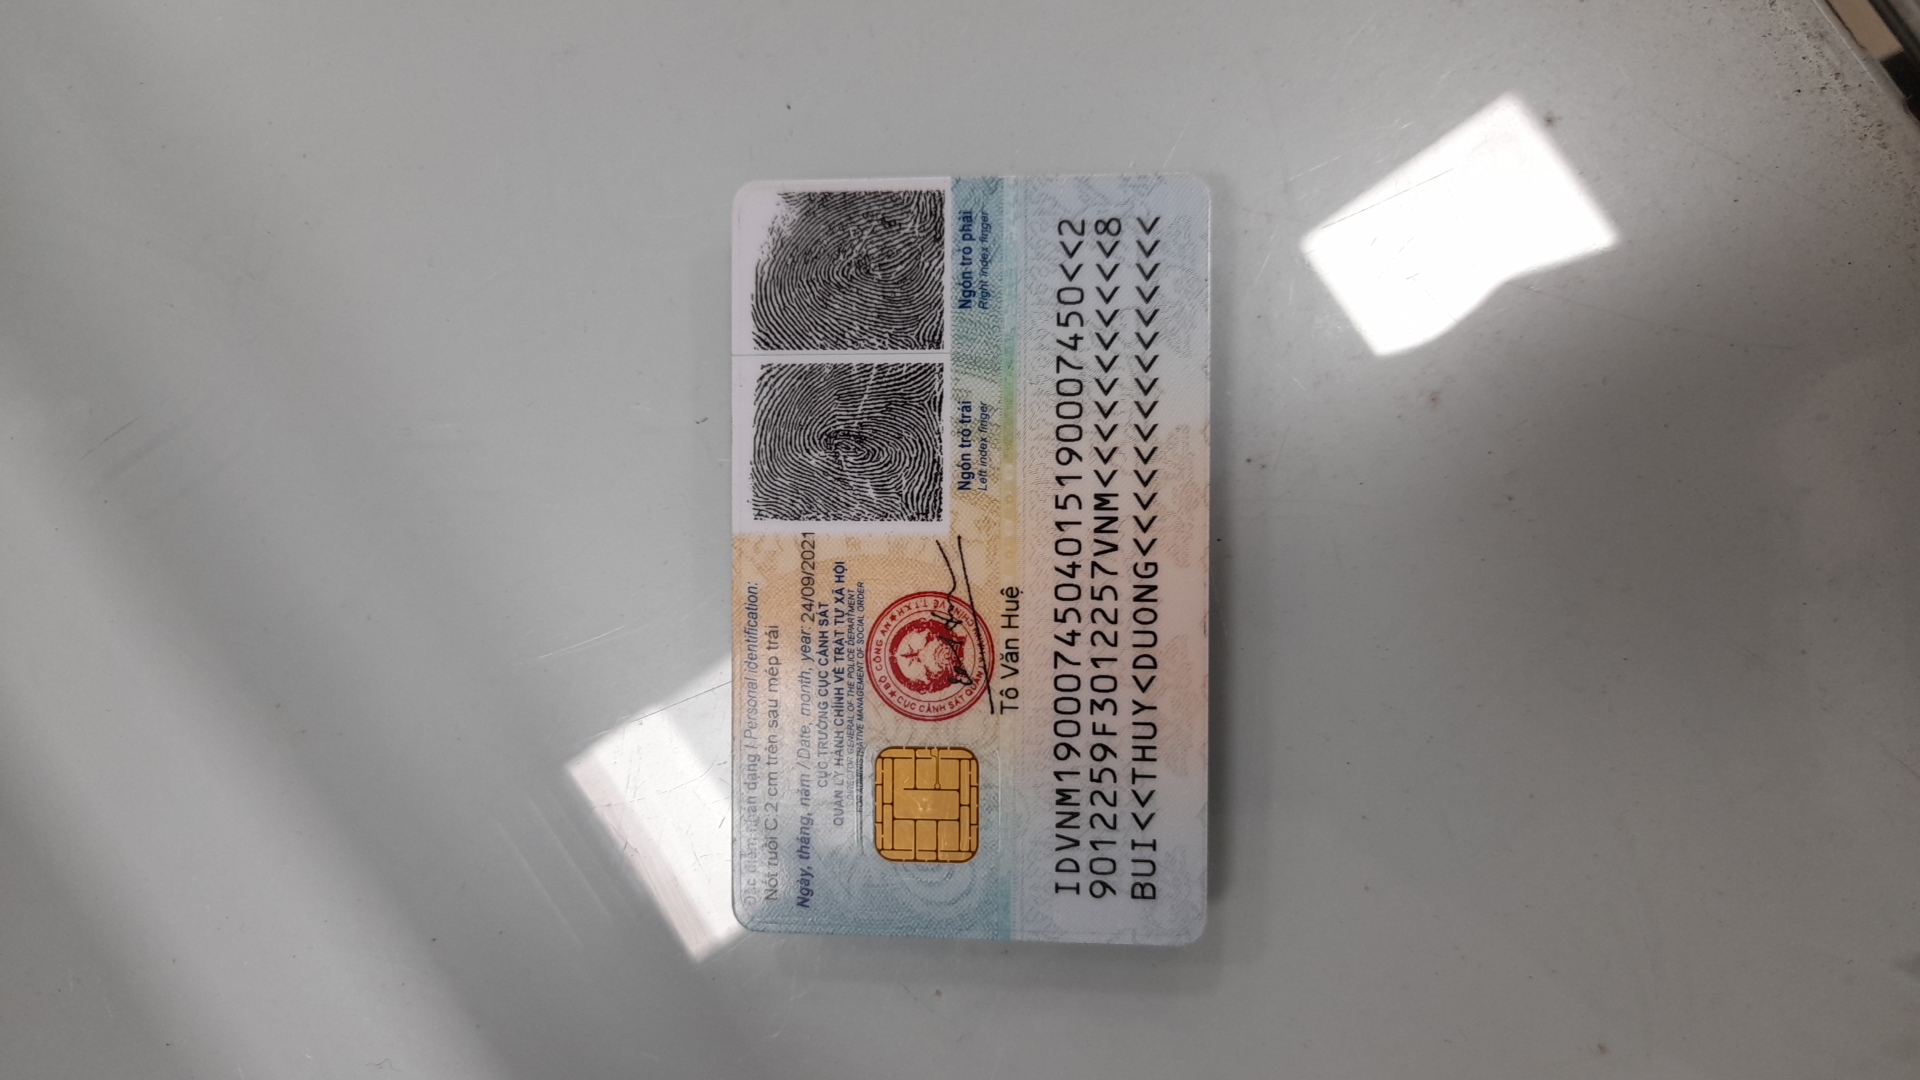 Đặc điểm nhân dạng / Personal identification:
Nốt ruồi C 2 cm trên sau mép trái
Ngày, tháng, năm / Date, month, year: 24/09/2021
CỤC TRƯỞNG CỤC CẢNH SÁT
QUẢN LÝ HÀNH CHÍNH VỀ TRẬT TỰ XÃ HỘI
DIRECTOR GENERAL OF THE POLICE DEPARTMENT
FOR ADMINISTRATIVE MANAGEMENT OF SOCIAL ORDER
BỘ CÔNG AN
CỤC CẢNH SÁT QUẢN LÝ HÀNH CHÍNH VỀ TTXH
Tô Văn Huệ
Ngón trỏ trái
Left index finger
Ngón trỏ phải
Right index finger
IDVNM1900074504015190007450<<2
9012259F3012257VNM<<<<<<<<<<<8
BUI<<THUY<DUONG<<<<<<<<<<<<<<<